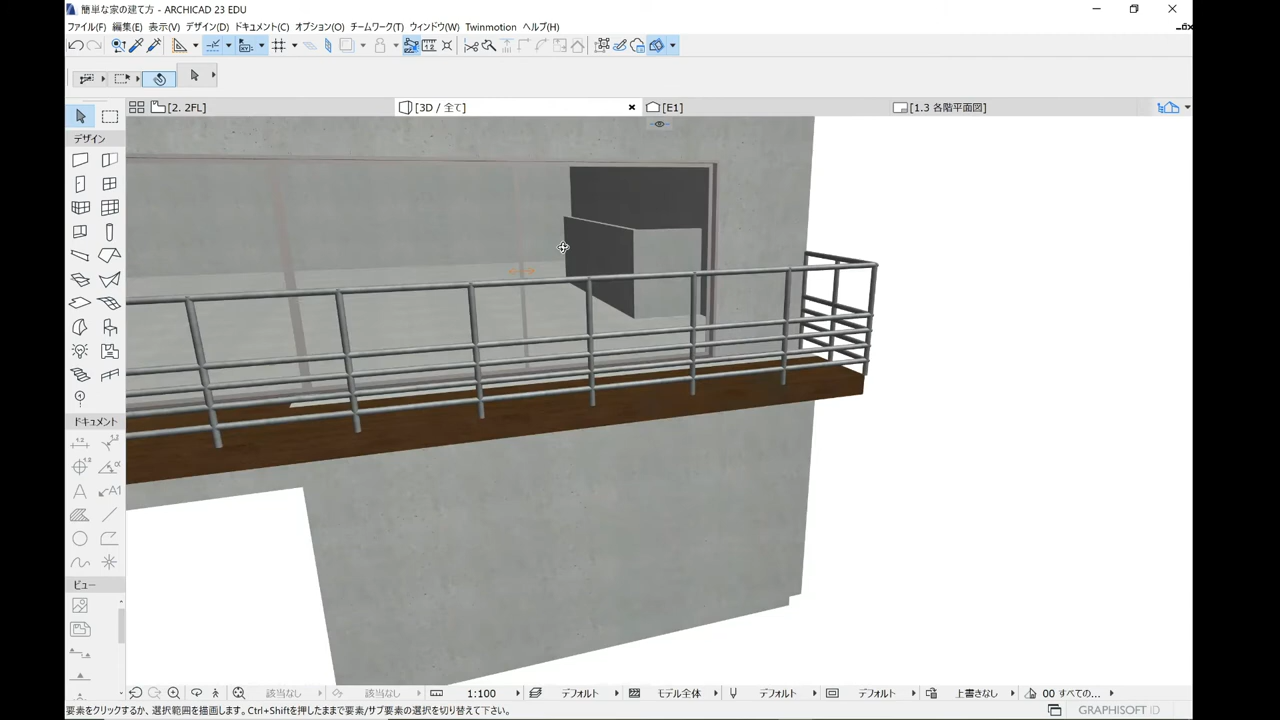 簡単な家の建て方 - ARCHICAD 23 EDU
ファイル(F) 編集(E) 表示(V) デザイン(D) ドキュメント(C) オプション(O) チームワーク(T) ウィンドウ(W) Twinmotion ヘルプ(H)
[2. 2FL]
[3D / 全て]
[E1]
[1.3 各階平面図]
デザイン
ドキュメント
1.2
A
A1
ビュー
該当なし
該当なし
1:100
デフォルト
モデル全体
デフォルト
デフォルト
上書きなし
00 すべての...
要素をクリックするか、選択範囲を描画します。Ctrl+Shiftを押したままで要素/サブ要素の選択を切り替えて下さい。
GRAPHISOFT ID